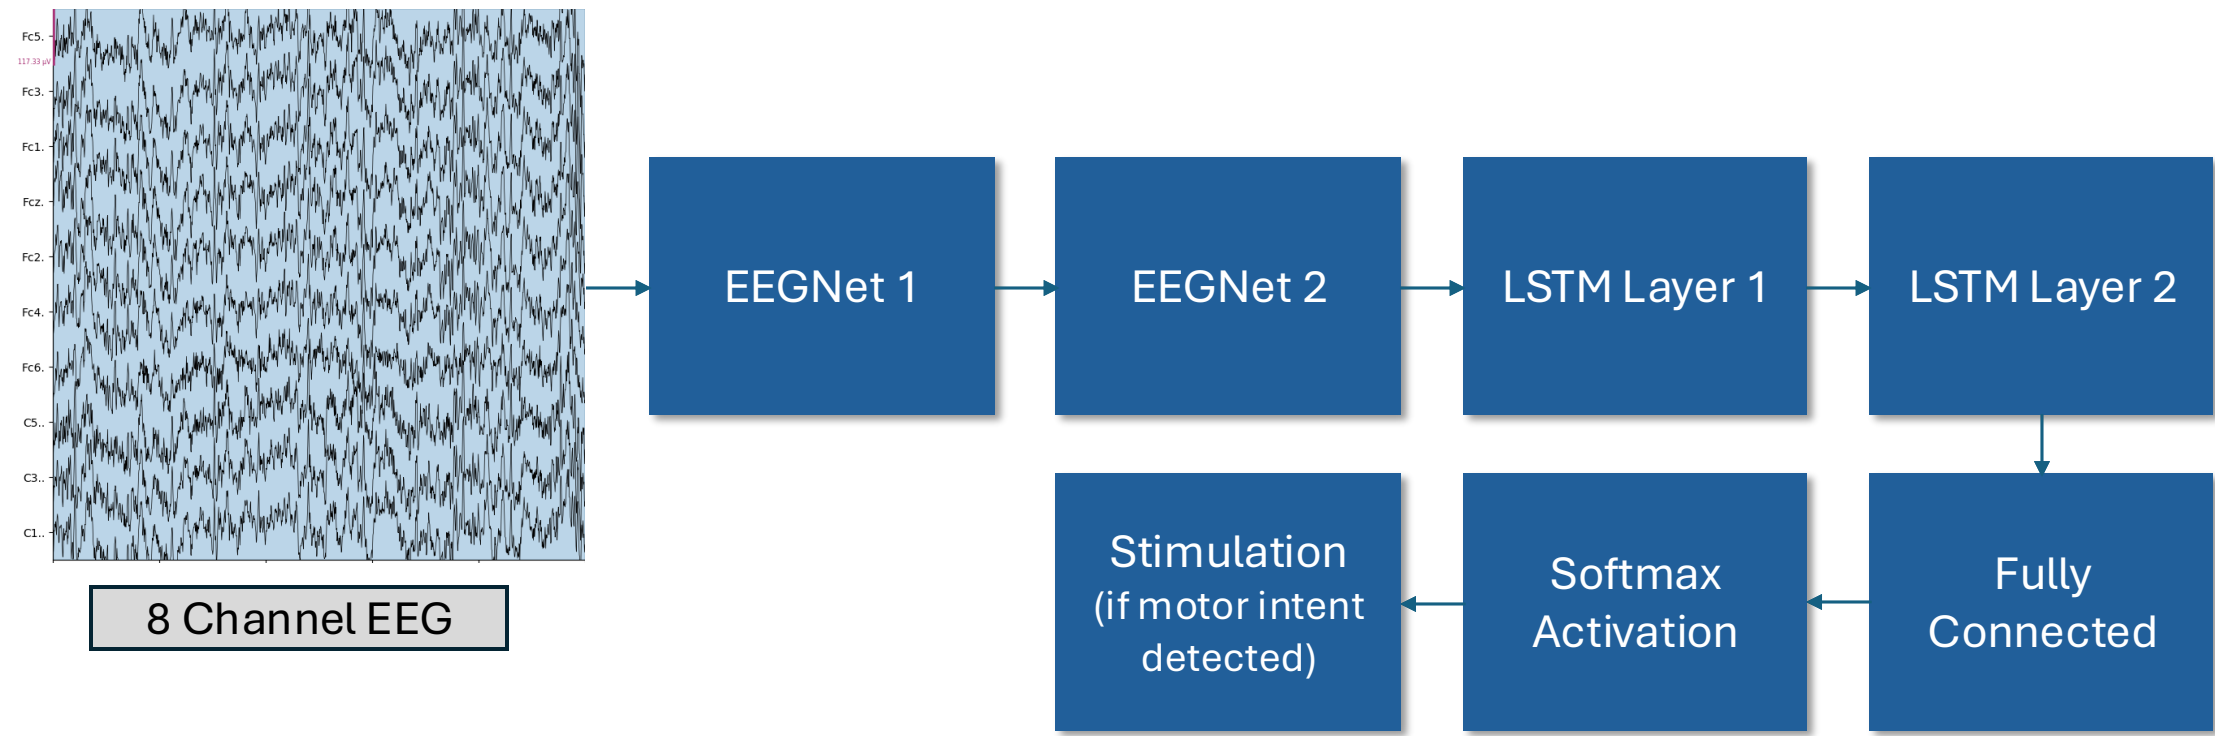 Fc5.
117.33 µV
Fc3.
Fc1.
Fcz.
Fc2.
Fc4.
Fc6.
C5..
C3..
C1..
8 Channel EEG
EEGNet 1
EEGNet 2
LSTM Layer 1
LSTM Layer 2
Fully
Connected
Softmax
Activation
Stimulation
(if motor intent
detected)